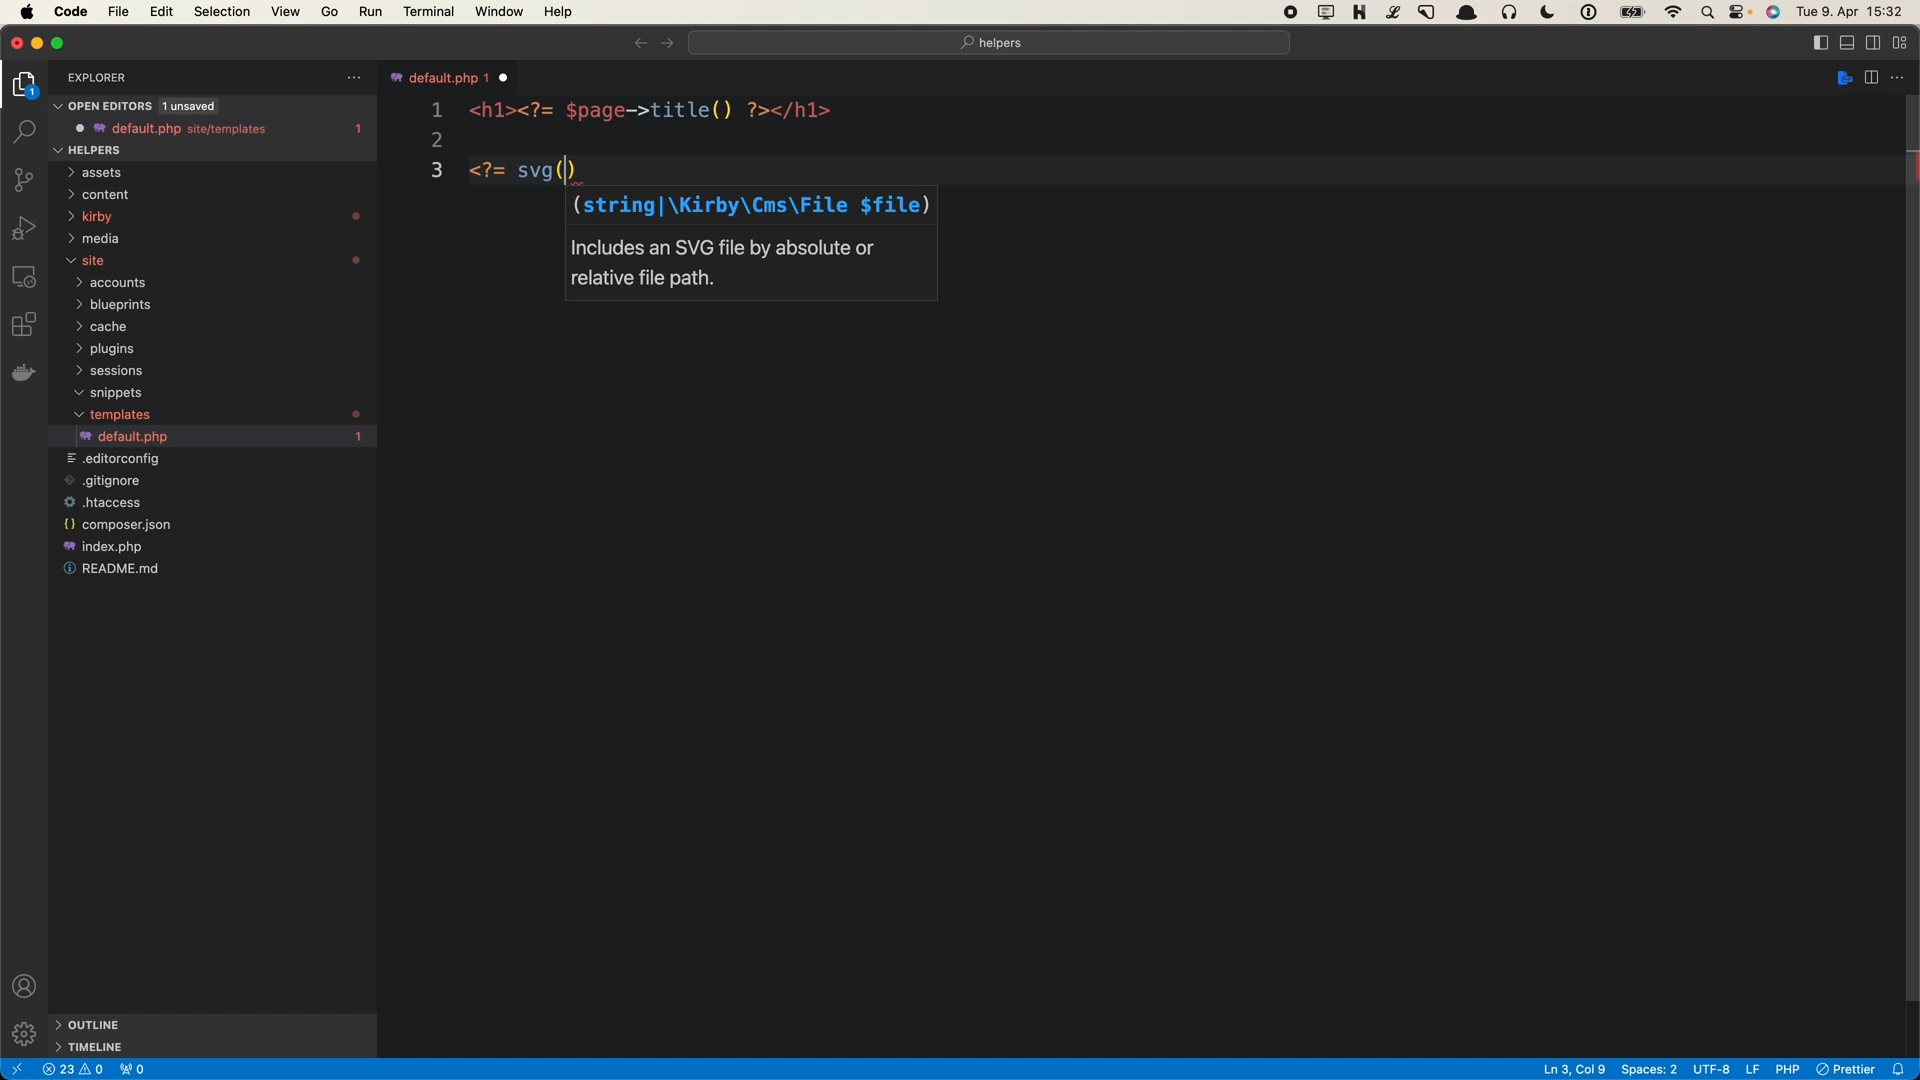 Code File Edit Selection View Go Run Terminal Window Help Tue 9. Apr 15:32
helpers
EXPLORER
OPEN EDITORS 1 unsaved
default.php site/templates 1
HELPERS
assets
content
kirby
media
site
accounts
blueprints
cache
plugins
sessions
snippets
templates
default.php 1
.editorconfig
.gitignore
.htaccess
{} composer.json
index.php
README.md
OUTLINE
TIMELINE
1
default.php 1
1 <h1><?= $page->title() ?></h1>
2
3 <?= svg()
(string|\Kirby\Cms\File $file)
Includes an SVG file by absolute or
relative file path.
23 0 0 Ln 3, Col 9 Spaces: 2 UTF-8 LF PHP Prettier